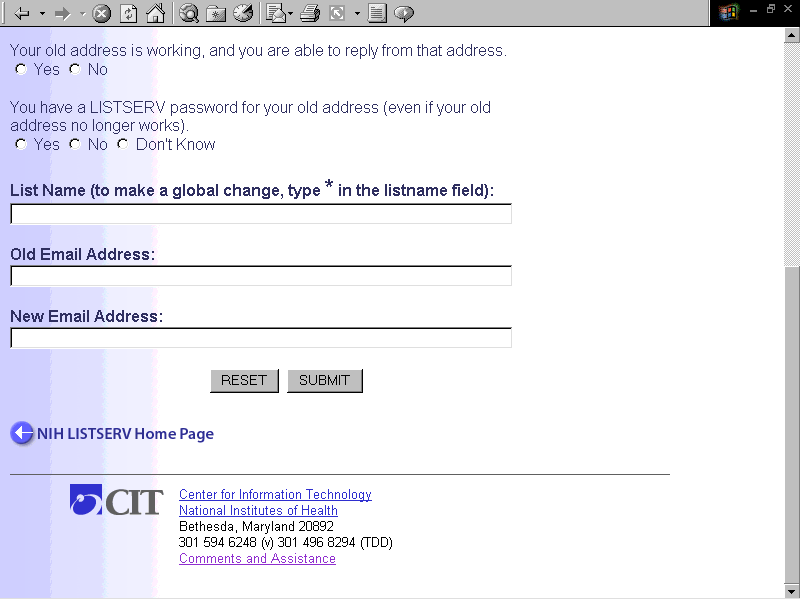 Your old address is working, and you are able to reply from that address.
Yes No
You have a LISTSERV password for your old address (even if your old
address no longer works).
Yes No Don't Know
List Name (to make a global change, type * in the listname field):
Old Email Address:
New Email Address:
RESET SUBMIT
NIH LISTSERV Home Page
CIT
Center for Information Technology
National Institutes of Health
Bethesda, Maryland 20892
301 594 6248 (v) 301 496 8294 (TDD)
Comments and Assistance